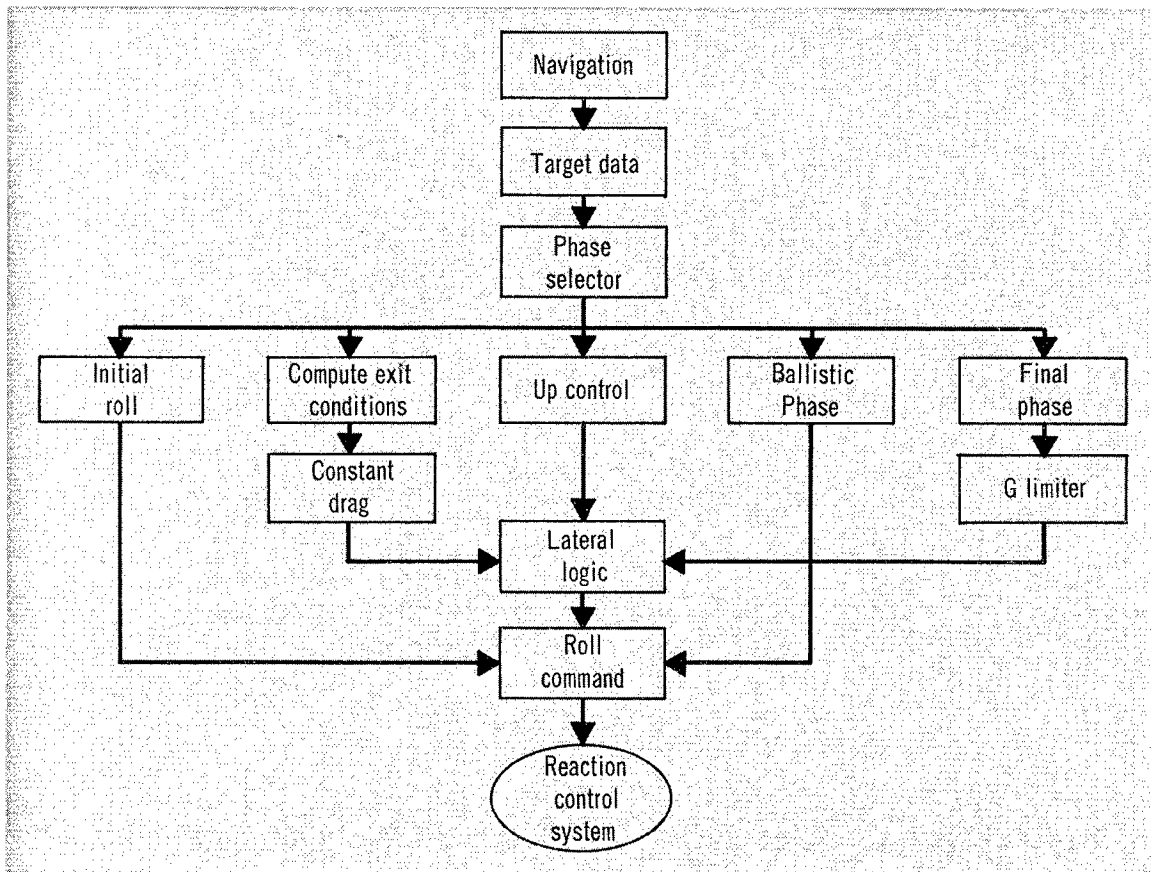 Navigation
Target data
Phase
selector
Initial
roll
Compute exit
conditions
Up control
Ballistic
Phase
Final
phase
Constant
drag
G limiter
Lateral
logic
Roll
command
Reaction
control
system